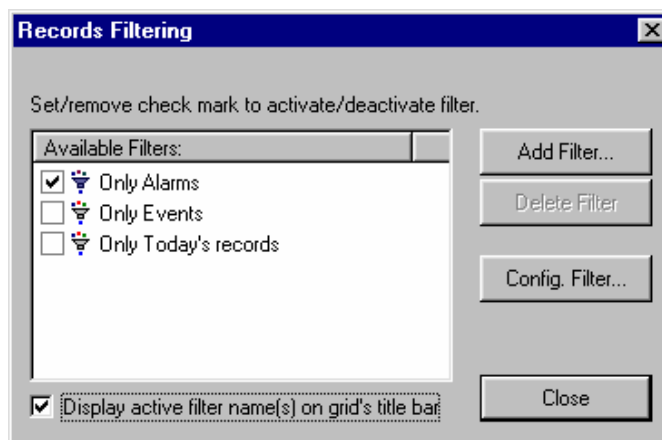 Records Filtering
Set/remove check mark to activate/deactivate filter.
Available Filters:
Only Alarms
Only Events
Only Today's records
Add Filter...
Delete Filter
Config. Filter...
Display active filter name(s) on grid's title bar
Close